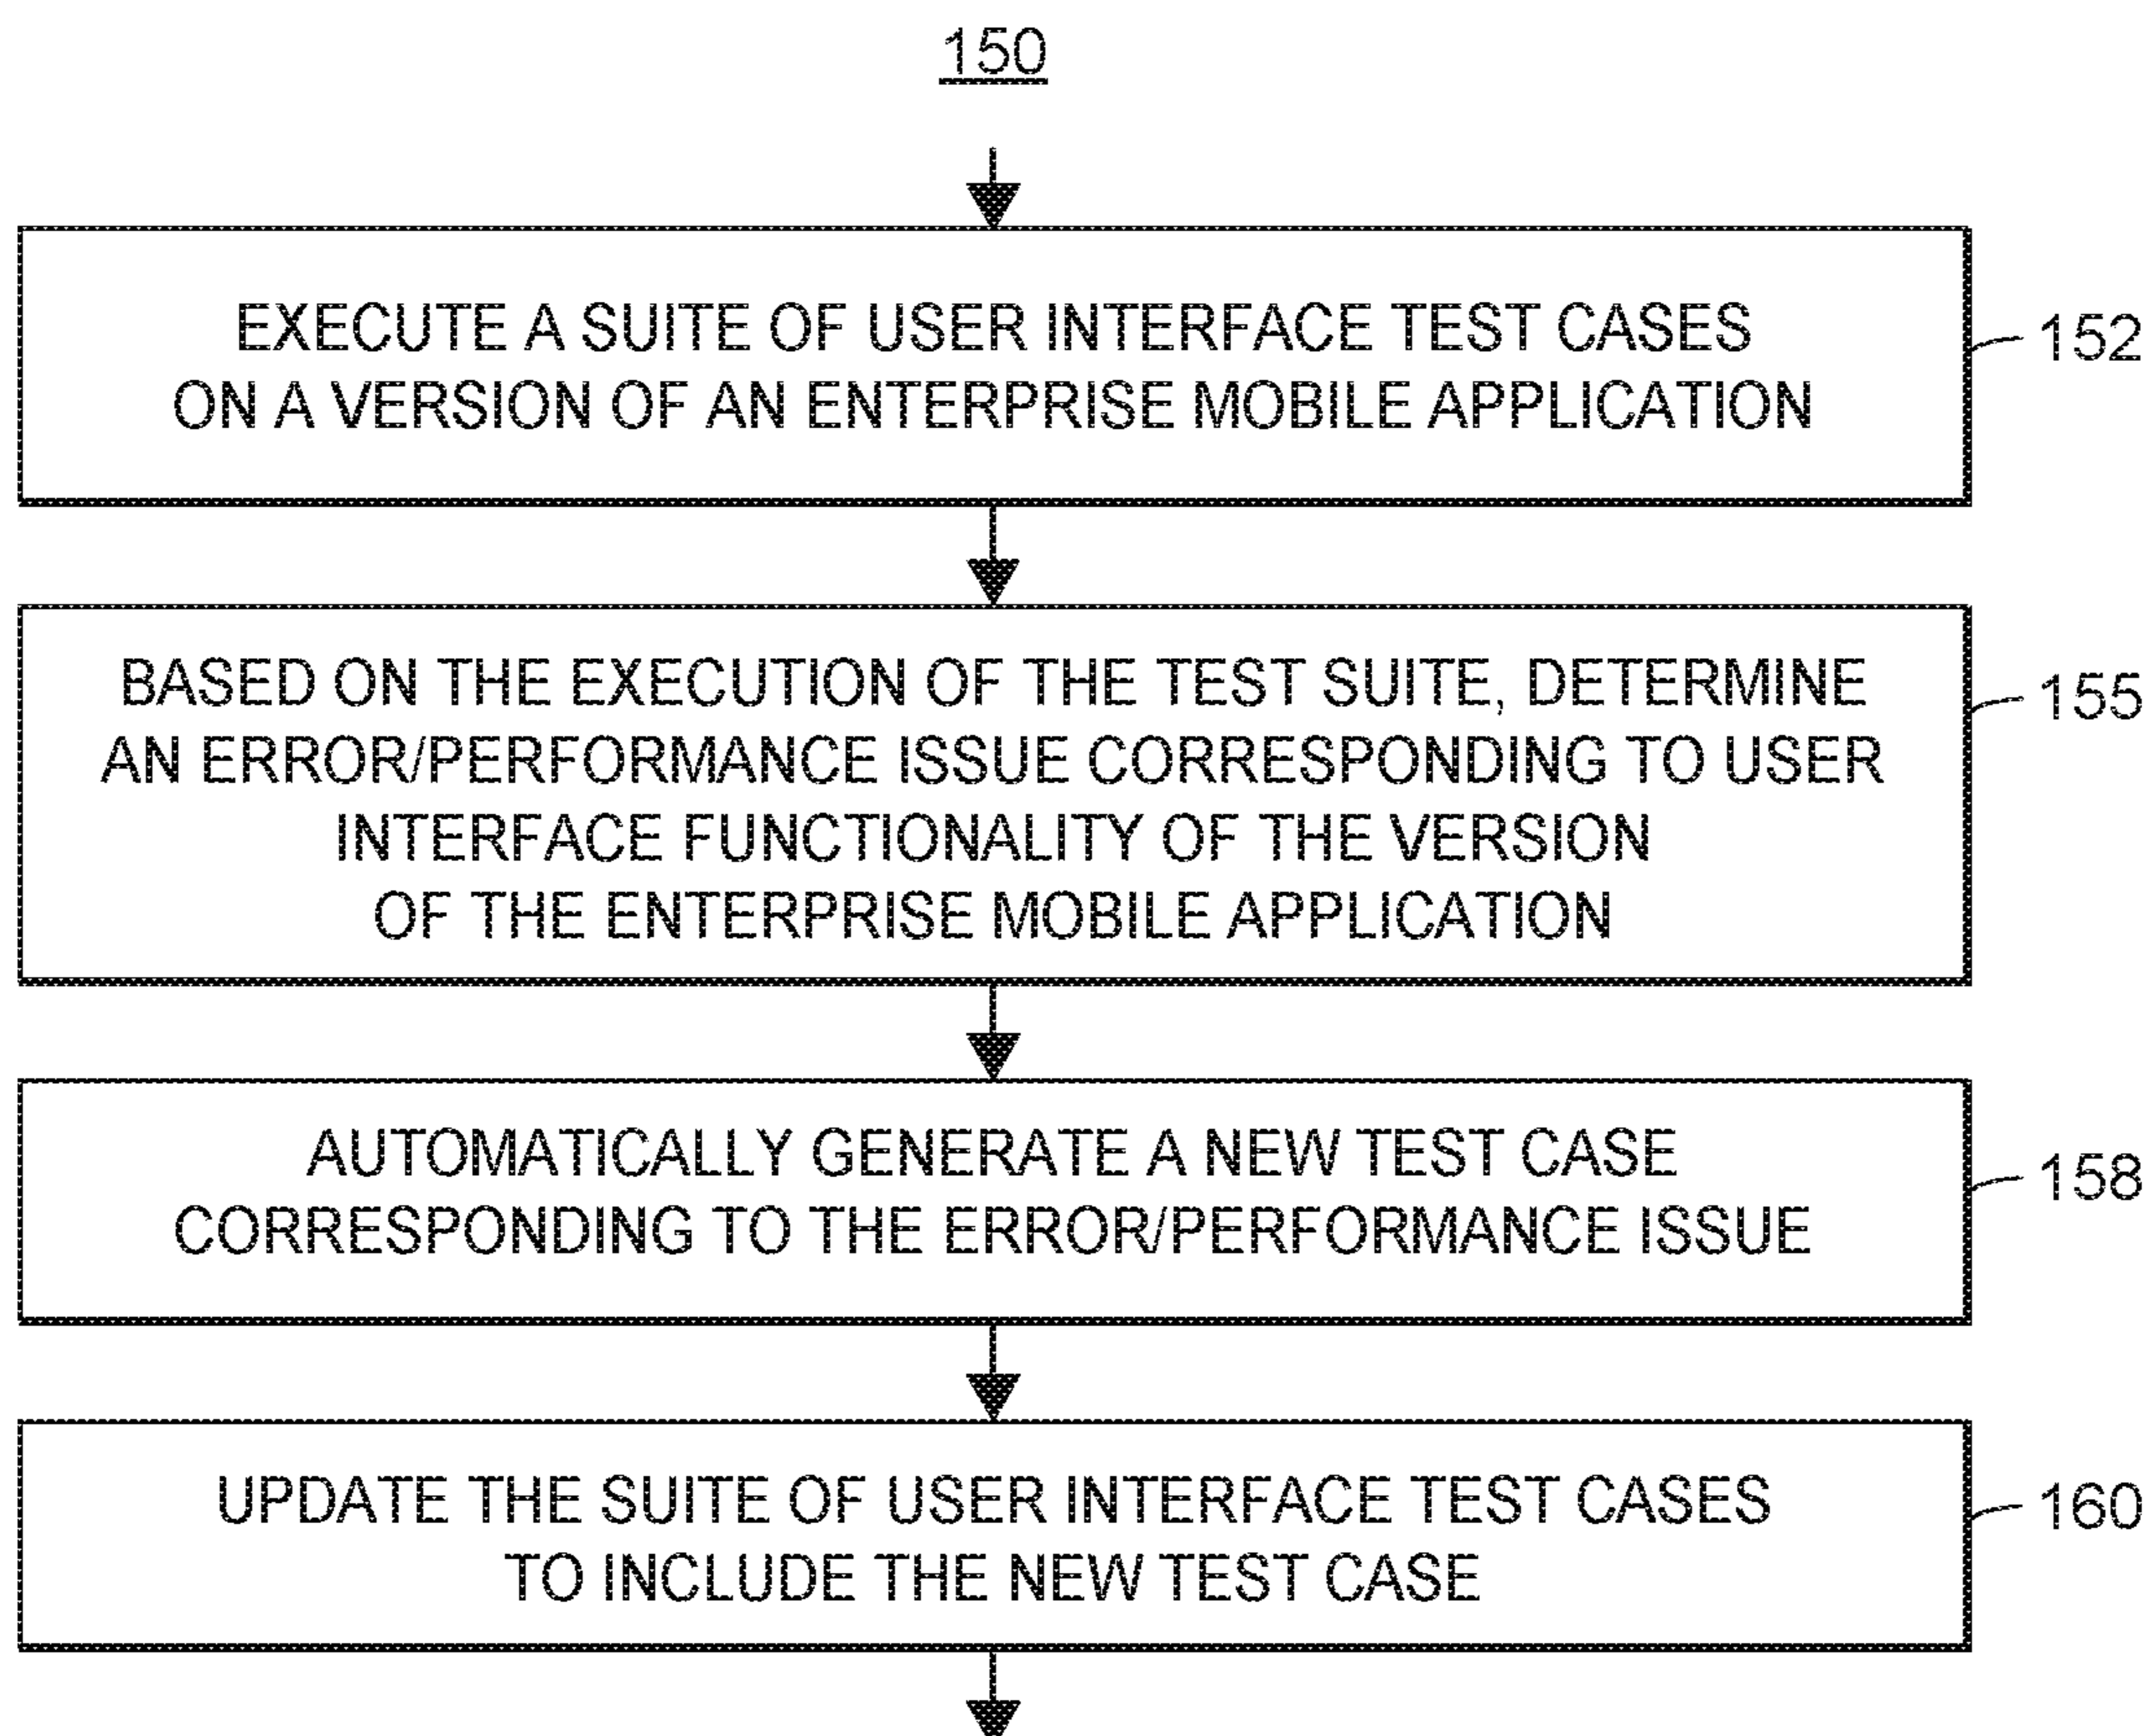 150
EXECUTE A SUITE OF USER INTERFACE TEST CASES
ON A VERSION OF AN ENTERPRISE MOBILE APPLICATION
152
BASED ON THE EXECUTION OF THE TEST SUITE, DETERMINE
AN ERROR/PERFORMANCE ISSUE CORRESPONDING TO USER
INTERFACE FUNCTIONALITY OF THE VERSION
OF THE ENTERPRISE MOBILE APPLICATION
155
AUTOMATICALLY GENERATE A NEW TEST CASE
CORRESPONDING TO THE ERROR/PERFORMANCE ISSUE
158
UPDATE THE SUITE OF USER INTERFACE TEST CASES
TO INCLUDE THE NEW TEST CASE
160